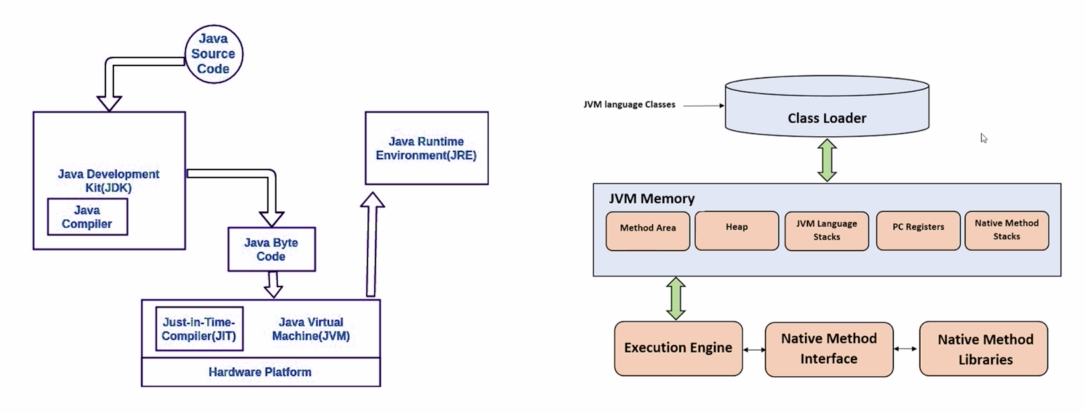 Java
Source
Code
Java Development
Kit(JDK)
Java
Compiler
Java Runtime
Environment(JRE)
Java Byte
Code
Just-in-Time-
Compiler(JIT)
Java Virtual
Machine(JVM)
Hardware Platform
JVM language Classes
Class Loader
JVM Memory
Method Area
Heap
JVM Language
Stacks
PC Registers
Native Method
Stacks
Execution Engine
Native Method
Interface
Native Method
Libraries